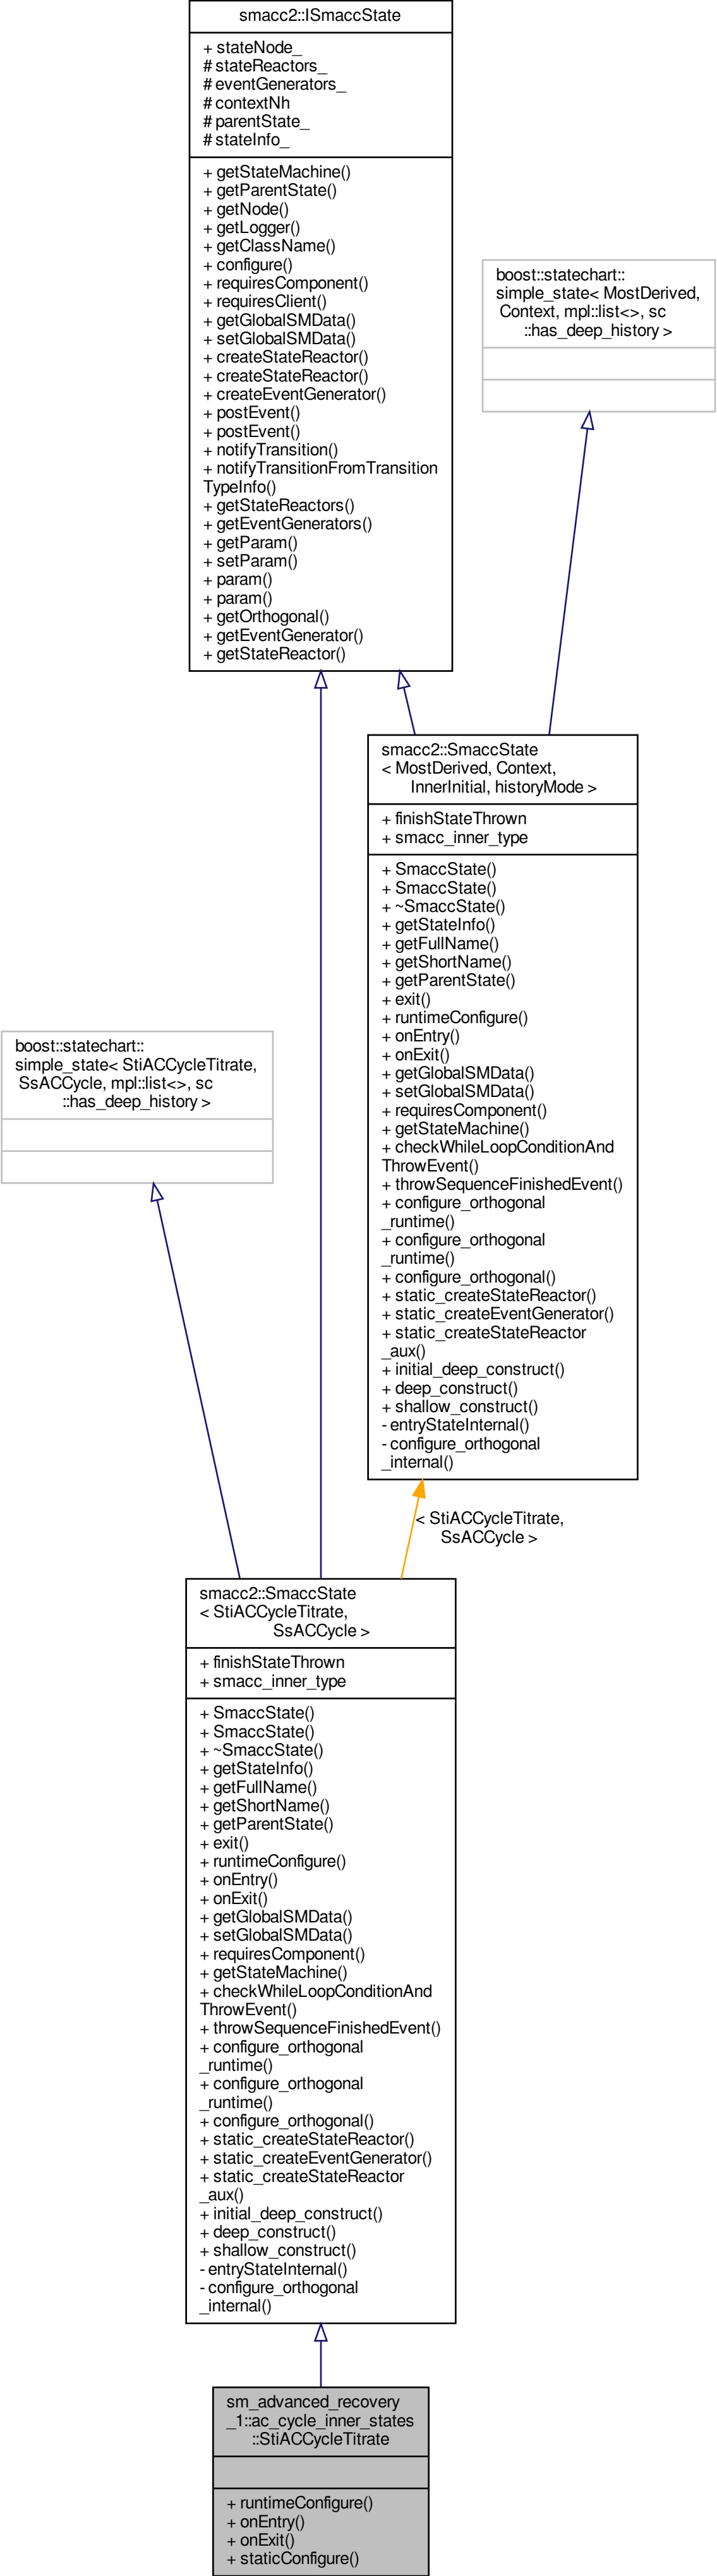 smacc2::ISmaccState
+ stateNode_
# stateReactors_
# eventGenerators_
# contextNh
# parentState_
# stateInfo_
+ getStateMachine()
+ getParentState()
+ getNode()
+ getLogger()
+ getClassName()
+ configure()
+ requiresComponent()
+ requiresClient()
+ getGlobalSMData()
+ setGlobalSMData()
+ createStateReactor()
+ createStateReactor()
+ createEventGenerator()
+ postEvent()
+ postEvent()
+ notifyTransition()
+ notifyTransitionFromTransition
TypeInfo()
+ getStateReactors()
+ getEventGenerators()
+ getParam()
+ setParam()
+ param()
+ param()
+ getOrthogonal()
+ getEventGenerator()
+ getStateReactor()
boost::statechart::
simple_state< MostDerived,
Context, mpl::list<>, sc
::has_deep_history >
smacc2::SmaccState
< MostDerived, Context,
InnerInitial, historyMode >
+ finishStateThrown
+ smacc_inner_type
+ SmaccState()
+ SmaccState()
+ ~SmaccState()
+ getStateInfo()
+ getFullName()
+ getShortName()
+ getParentState()
+ exit()
+ runtimeConfigure()
+ onEntry()
+ onExit()
+ getGlobalSMData()
+ setGlobalSMData()
+ requiresComponent()
+ getStateMachine()
+ checkWhileLoopConditionAnd
ThrowEvent()
+ throwSequenceFinishedEvent()
+ configure_orthogonal
_runtime()
+ configure_orthogonal
_runtime()
+ configure_orthogonal()
+ static_createStateReactor()
+ static_createEventGenerator()
+ static_createStateReactor
_aux()
+ initial_deep_construct()
+ deep_construct()
+ shallow_construct()
- entryStateInternal()
- configure_orthogonal
_internal()
boost::statechart::
simple_state< StiACCycleTitrate,
SsACCycle, mpl::list<>, sc
::has_deep_history >
< StiACCycleTitrate,
SsACCycle >
smacc2::SmaccState
< StiACCycleTitrate,
SsACCycle >
+ finishStateThrown
+ smacc_inner_type
+ SmaccState()
+ SmaccState()
+ ~SmaccState()
+ getStateInfo()
+ getFullName()
+ getShortName()
+ getParentState()
+ exit()
+ runtimeConfigure()
+ onEntry()
+ onExit()
+ getGlobalSMData()
+ setGlobalSMData()
+ requiresComponent()
+ getStateMachine()
+ checkWhileLoopConditionAnd
ThrowEvent()
+ throwSequenceFinishedEvent()
+ configure_orthogonal
_runtime()
+ configure_orthogonal
_runtime()
+ configure_orthogonal()
+ static_createStateReactor()
+ static_createEventGenerator()
+ static_createStateReactor
_aux()
+ initial_deep_construct()
+ deep_construct()
+ shallow_construct()
- entryStateInternal()
- configure_orthogonal
_internal()
sm_advanced_recovery
_1::ac_cycle_inner_states
::StiACCycleTitrate
+ runtimeConfigure()
+ onEntry()
+ onExit()
+ staticConfigure()